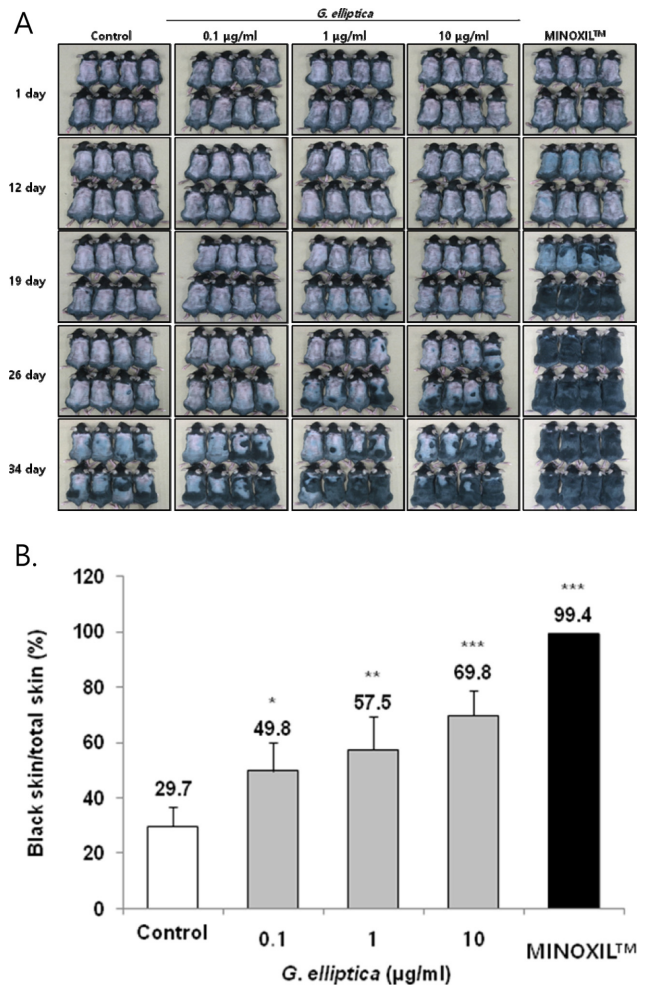 A
G. elliptica
Control 0.1 µg/ml 1 µg/ml 10 µg/ml MINOXIL™
1 day
12 day
19 day
26 day
34 day
B.
120
100
80
60
40
20
0
Black skin/total skin (%)
29.7
*
49.8
**
57.5
***
69.8
***
99.4
Control 0.1 1 10 MINOXIL™
G. elliptica (µg/ml)